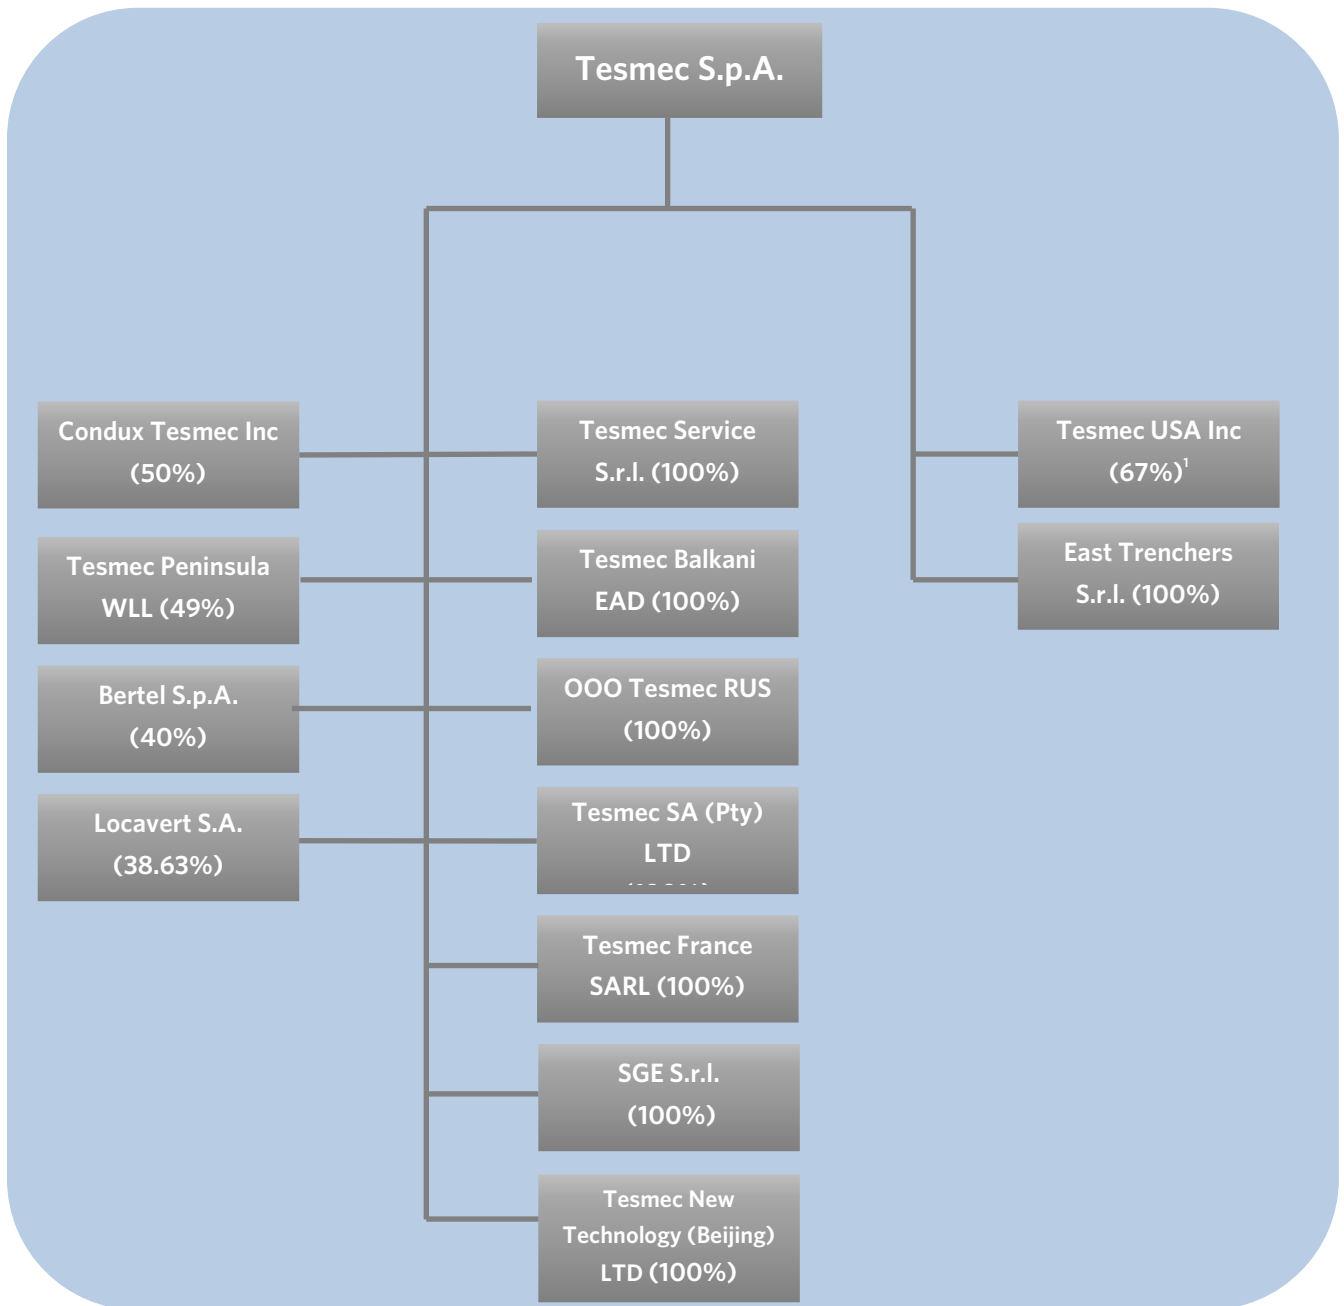 Tesmec S.p.A.
Condux Tesmec Inc
(50%)
Tesmec Peninsula
WLL (49%)
Bertel S.p.A.
(40%)
Locavert S.A.
(38.63%)
Tesmec Service
S.r.l. (100%)
Tesmec Balkani
EAD (100%)
OOO Tesmec RUS
(100%)
Tesmec SA (Pty)
LTD
Tesmec France
SARL (100%)
SGE S.r.l.
(100%)
Tesmec New
Technology (Beijing)
LTD (100%)
Tesmec USA Inc
(67%)¹
East Trenchers
S.r.l. (100%)